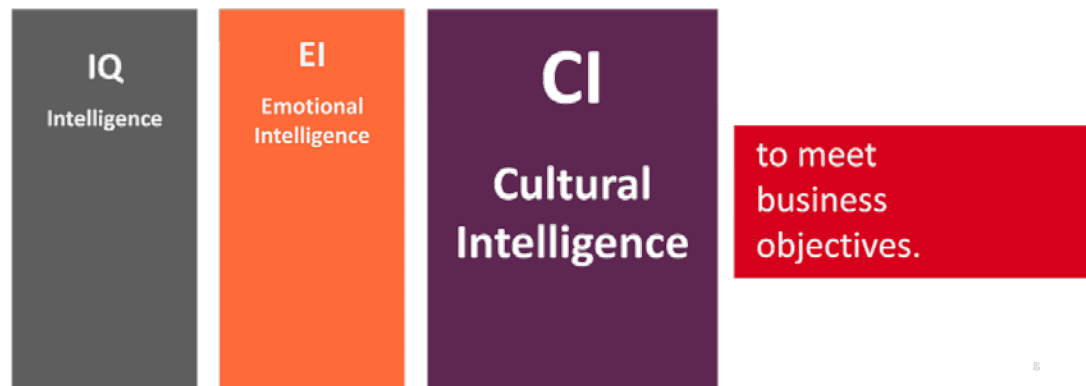 IQ
Intelligence
EI
Emotional
Intelligence
CI
Cultural
Intelligence
to meet
business
objectives.
8